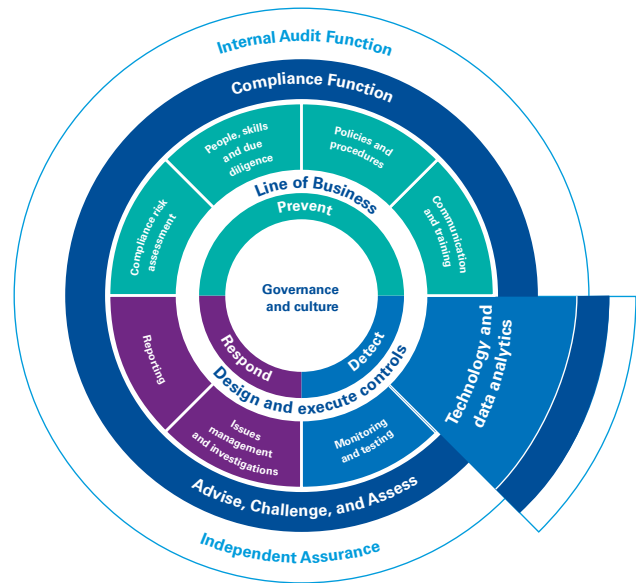 Internal Audit Function
Compliance Function
People, skills
and due
diligence
Policies and
procedures
Line of Business
Prevent
Compliance risk
assessment
Communication
and training
Governance
and culture
Technology and
data analytics
Reporting
Respond
Detect
Design and execute controls
Issues
management
and investigations
Monitoring
and testing
Advise, Challenge, and Assess
Independent Assurance